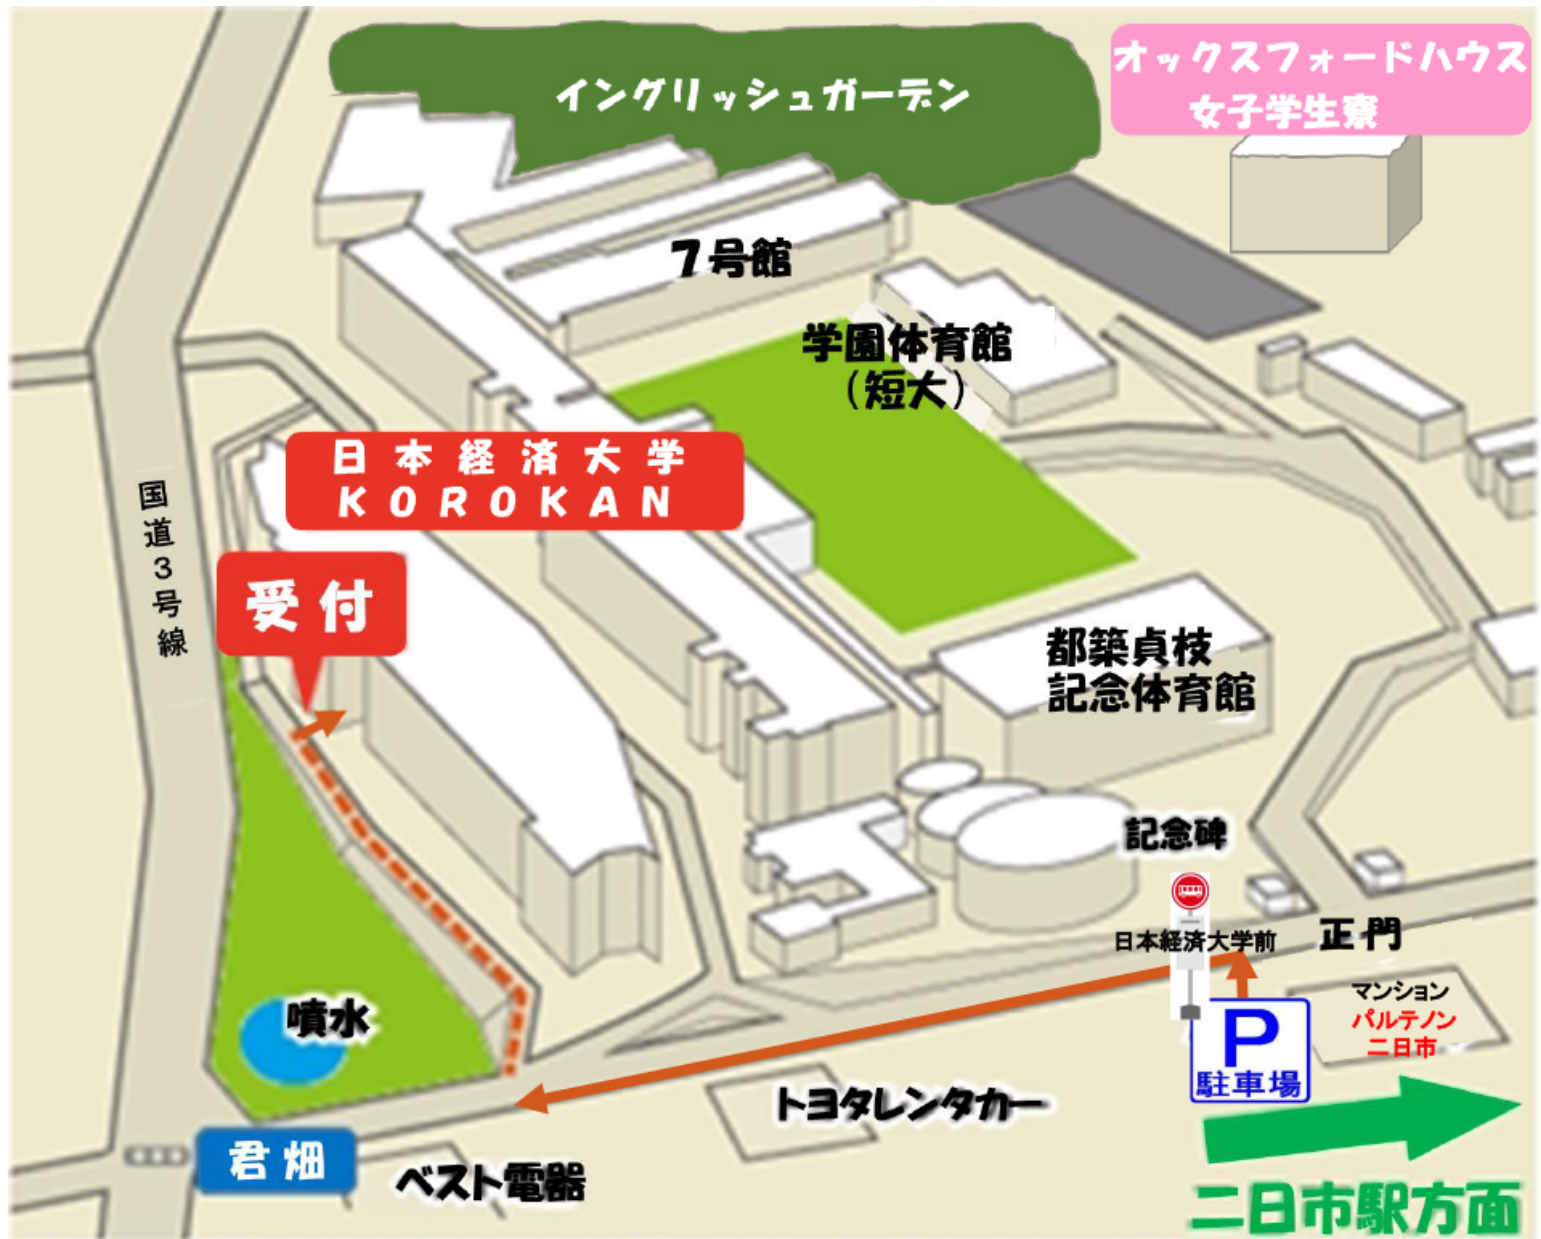 オックスフォードハウス
女子学生寮
イングリッシュガーデン
7号館
学園体育館
(短大)
日本経済大学
KOROKAN
国道3号線
受付
都築貞枝
記念体育館
記念碑
日本経済大学前
正門
マンション
パルテノン
二日市
噴水
P
駐車場
トヨタレンタカー
君畑
ベスト電器
二日市駅方面